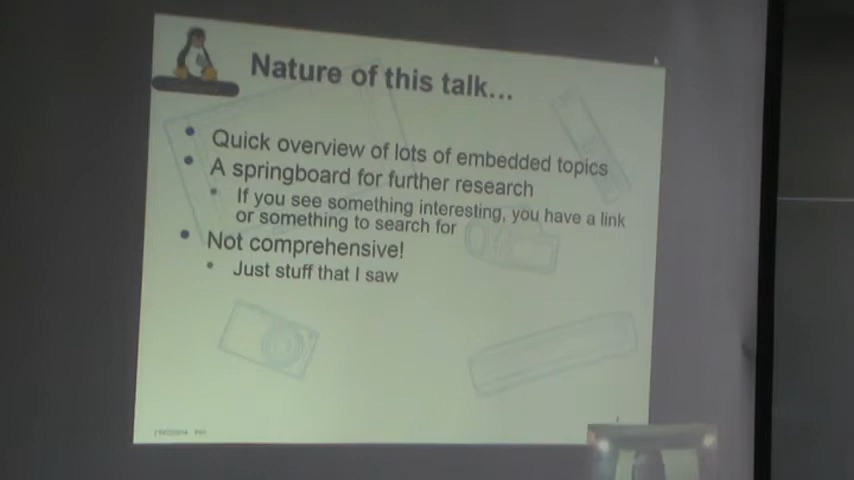 Nature of this talk...
• Quick overview of lots of embedded topics
• A springboard for further research
• If you see something interesting, you have a link
or something to search for
• Not comprehensive!
• Just stuff that I saw